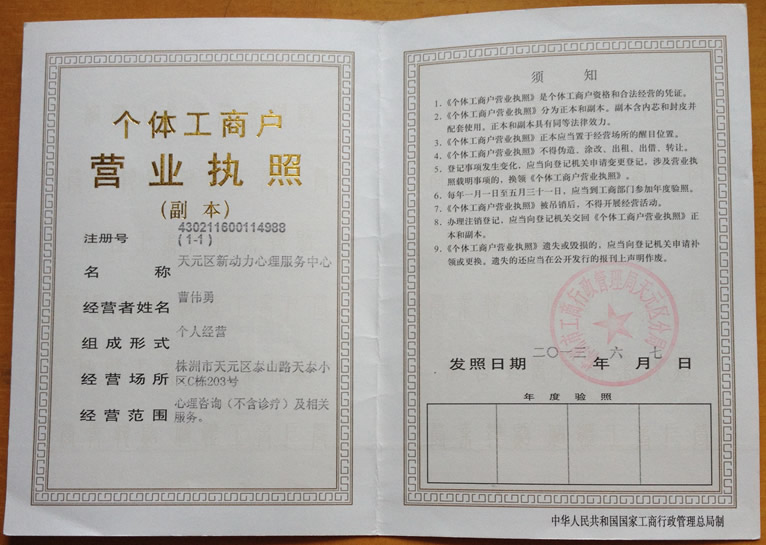 个体工商户
营业执照
(副 本)
注册号 430211600114988
(1-1)
名 称 天元区新动力心理服务中心
经营者姓名 曹伟勇
组成形式 个人经营
经营场所 株洲市天元区泰山路天泰小
区C栋203号
经营范围 心理咨询（不含诊疗）及相关
服务。
须 知
1．《个体工商户营业执照》是个体工商户资格和合法经营的凭证。
2．《个体工商户营业执照》分为正本和副本。副本含内芯和封皮并
配套使用。正本和副本具有同等法律效力。
3．《个体工商户营业执照》正本应当置于经营场所的醒目位置。
4．《个体工商户营业执照》不得伪造、涂改、出租、出借、转让。
5．登记事项发生变化，应当向登记机关申请变更登记，涉及营业执
照载明事项的，换领《个体工商户营业执照》。
6．每年一月一日至五月三十一日，应当到工商部门参加年度验照。
7．《个体工商户营业执照》被吊销后，不得开展经营活动。
8．办理注销登记，应当向登记机关交回《个体工商户营业执照》正
本和副本。
9．《个体工商户营业执照》遗失或毁损的，应当向登记机关申请补
领或更换。遗失的还应当在公开发行的报刊上声明作废。
市工商行政管理局天元区分局
发照日期 二〇一三 年 六 月 七 日
年 度 验 照
中华人民共和国国家工商行政管理总局制